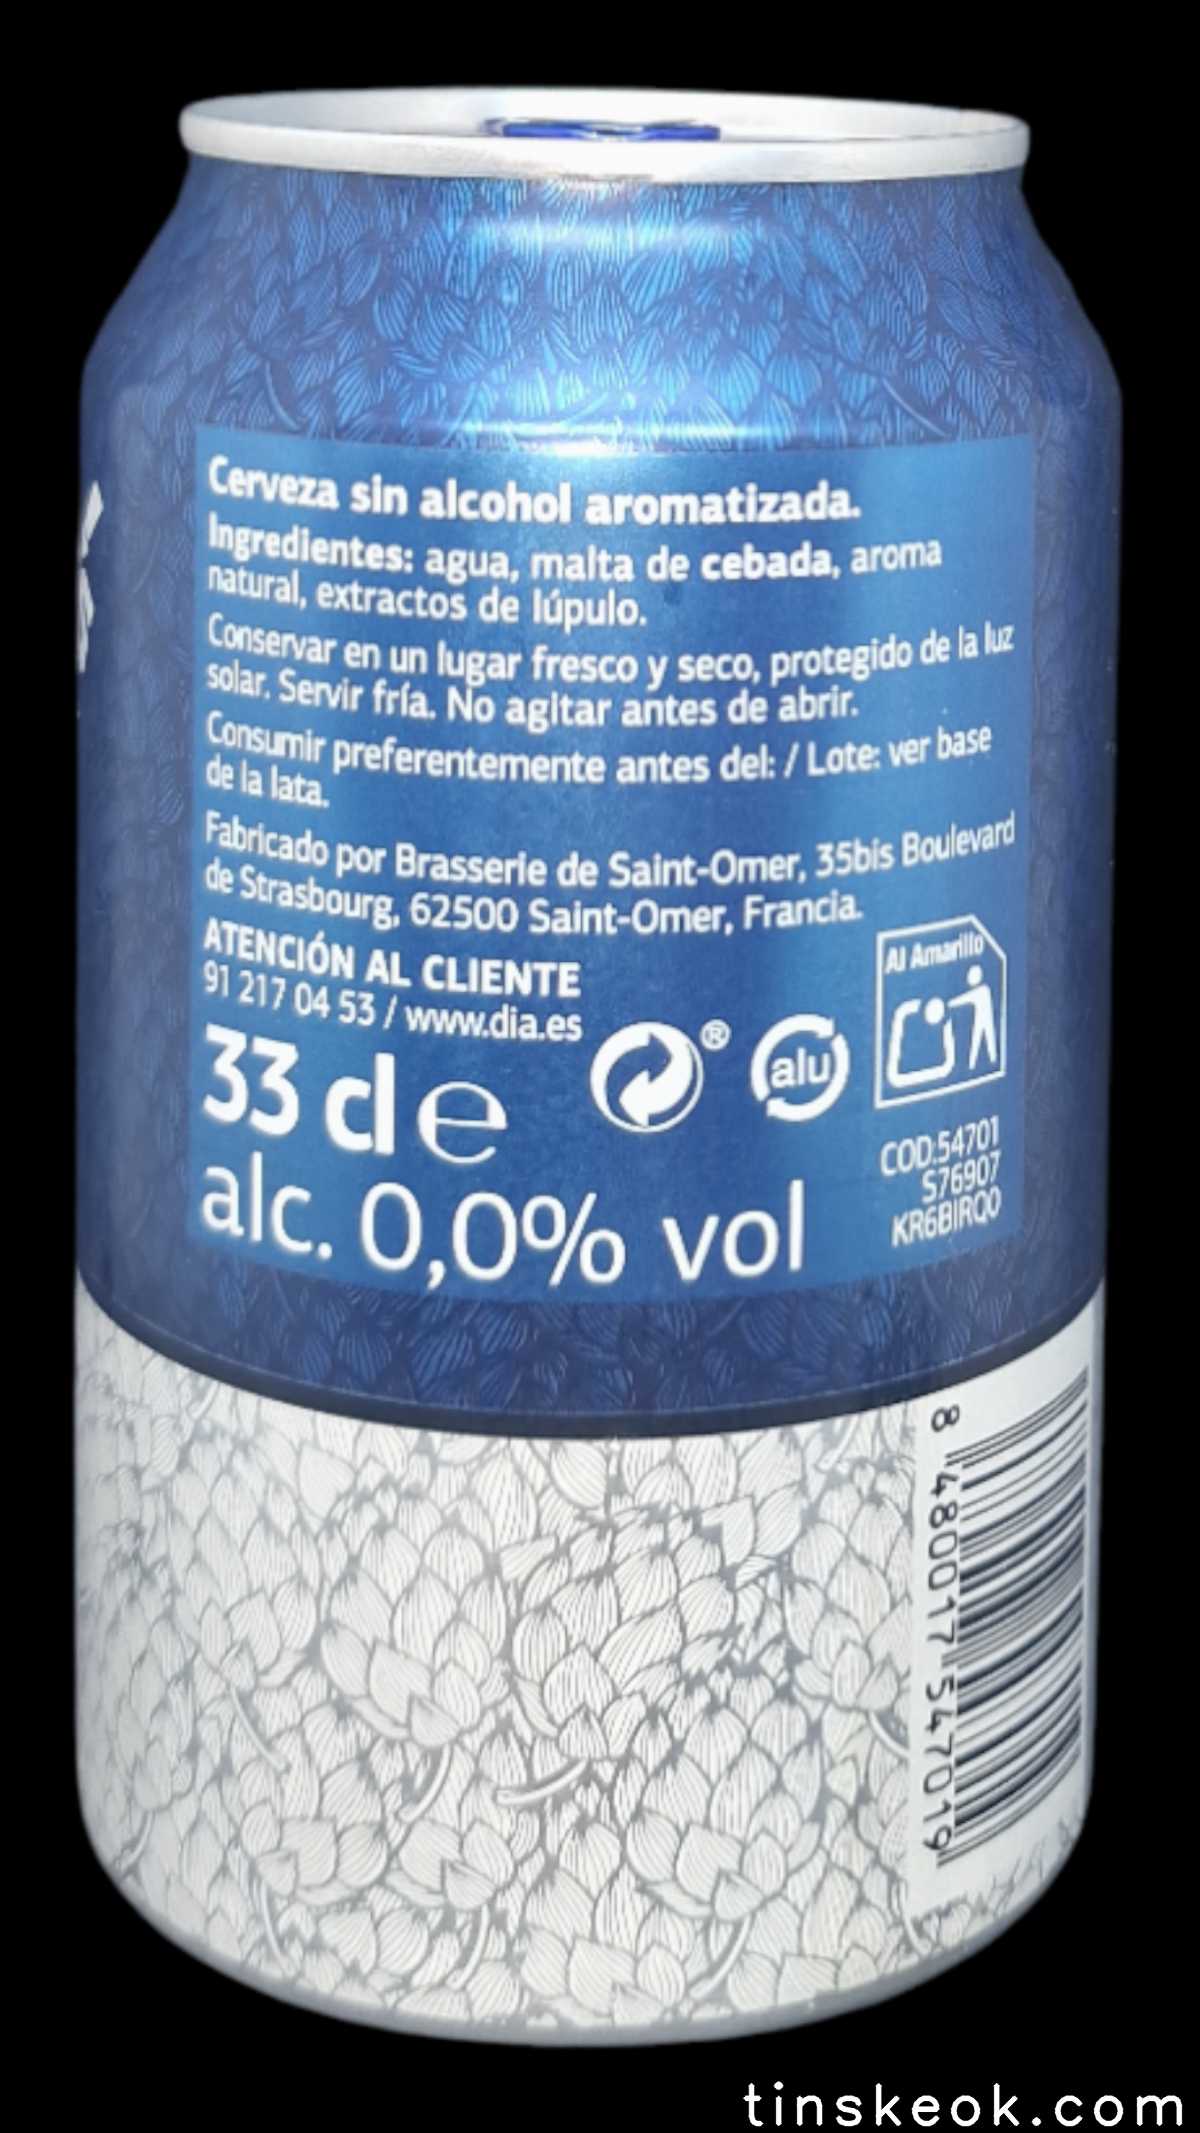 Cerveza sin alcohol aromatizada.
Ingredientes: agua, malta de cebada, aroma
natural, extractos de lúpulo.
Conservar en un lugar fresco y seco, protegido de la luz
solar. Servir fría. No agitar antes de abrir.
Consumir preferentemente antes del: / Lote: ver base
de la lata.
Fabricado por Brasserie de Saint-Omer, 35bis Boulevard
de Strasbourg, 62500 Saint-Omer, Francia.
ATENCIÓN AL CLIENTE
91 217 04 53 / www.dia.es
Al Amarillo
®
alu
33 cl e
alc. 0,0% vol
COD:54701
S76907
KR6BIRQ0
8 480017 547019
tinskeok.com